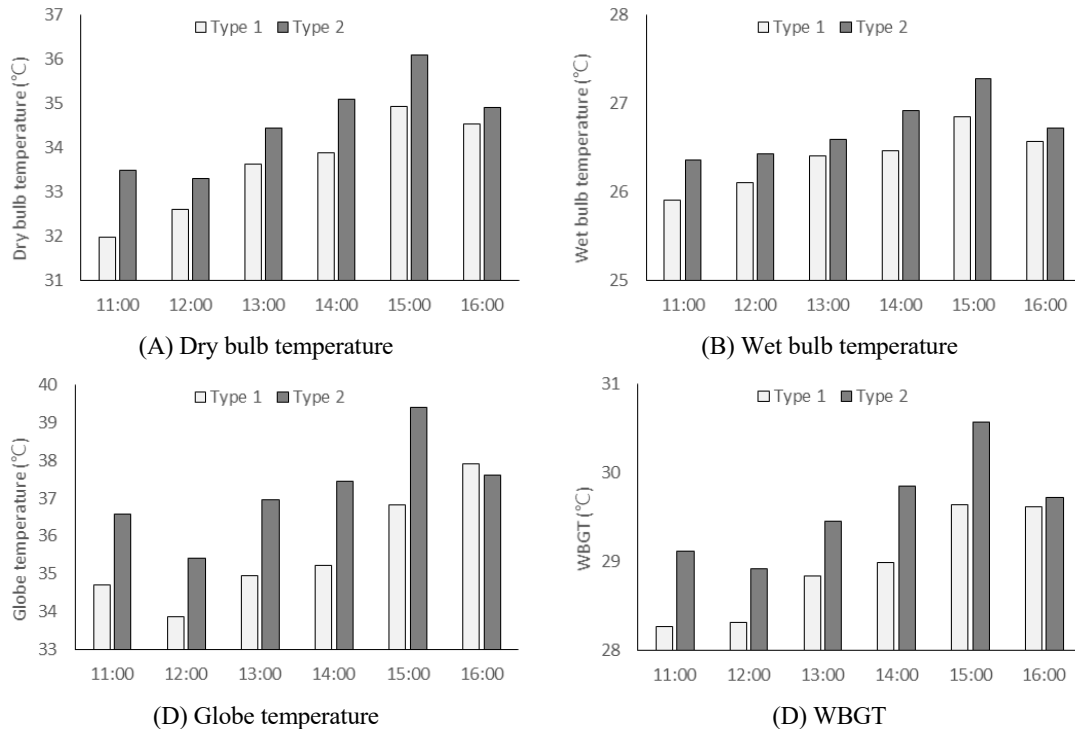 Dry bulb temperature (℃)
37
36
35
34
33
32
31
Type 1 Type 2
11:00 12:00 13:00 14:00 15:00 16:00
(A) Dry bulb temperature
Wet bulb temperature (℃)
28
27
26
25
Type 1 Type 2
11:00 12:00 13:00 14:00 15:00 16:00
(B) Wet bulb temperature
Globe temperature (℃)
40
39
38
37
36
35
34
33
Type 1 Type 2
11:00 12:00 13:00 14:00 15:00 16:00
(D) Globe temperature
WBGT (℃)
31
30
29
28
Type 1 Type 2
11:00 12:00 13:00 14:00 15:00 16:00
(D) WBGT